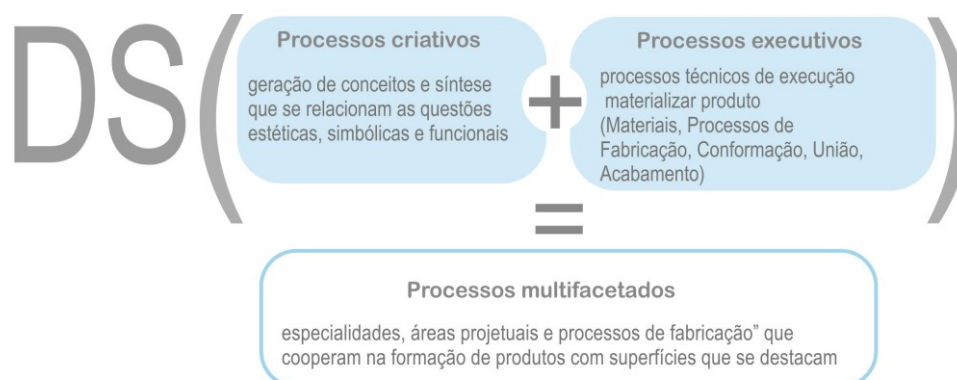 DS(
Processos criativos
geração de conceitos e síntese
que se relacionam as questões
estéticas, simbólicas e funcionais
+
Processos executivos
processos técnicos de execução
materializar produto
(Materiais, Processos de
Fabricação, Conformação, União,
Acabamento)
)
=
Processos multifacetados
especialidades, áreas projetuais e processos de fabricação” que
cooperam na formação de produtos com superfícies que se destacam